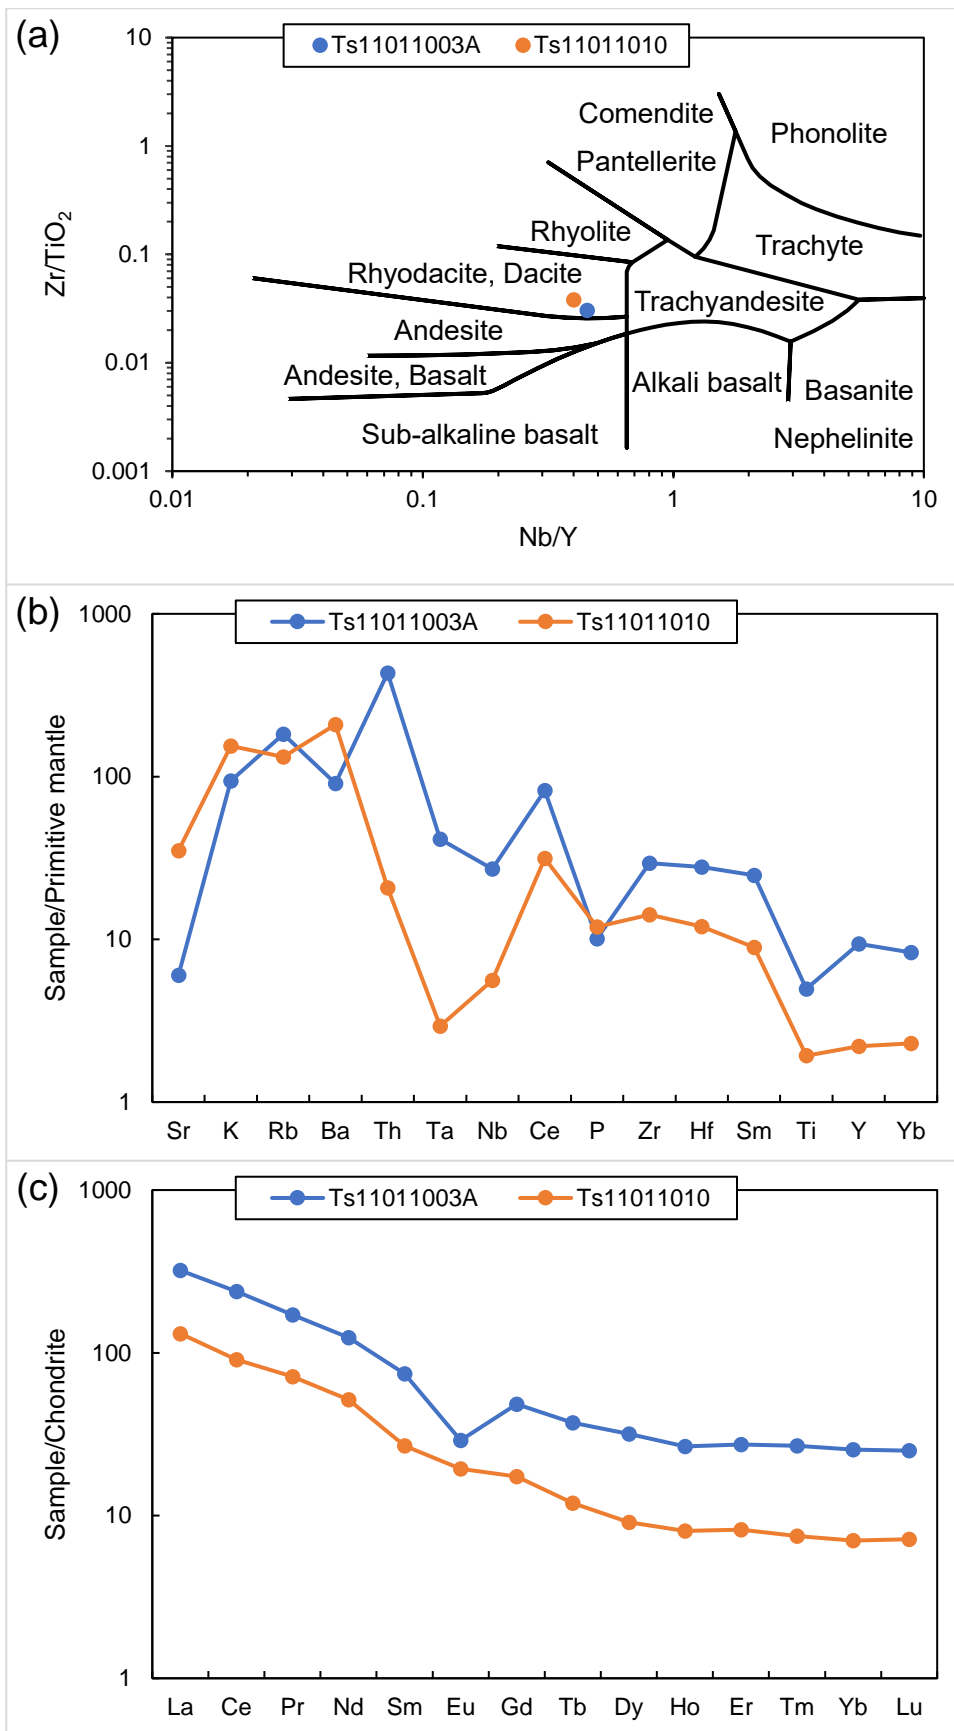 (a)
Ts11011003A Ts11011010
10
1
0.1
0.01
0.001
Zr/TiO₂
Comendite
Phonolite
Pantellerite
Rhyolite
Trachyte
Rhyodacite, Dacite
Trachyandesite
Andesite
Andesite, Basalt
Alkali basalt
Basanite
Sub-alkaline basalt
Nephelinite
0.01 0.1 1 10
Nb/Y
(b)
Ts11011003A Ts11011010
1000
100
10
1
Sample/Primitive mantle
Sr K Rb Ba Th Ta Nb Ce P Zr Hf Sm Ti Y Yb
(c)
Ts11011003A Ts11011010
1000
100
10
1
Sample/Chondrite
La Ce Pr Nd Sm Eu Gd Tb Dy Ho Er Tm Yb Lu